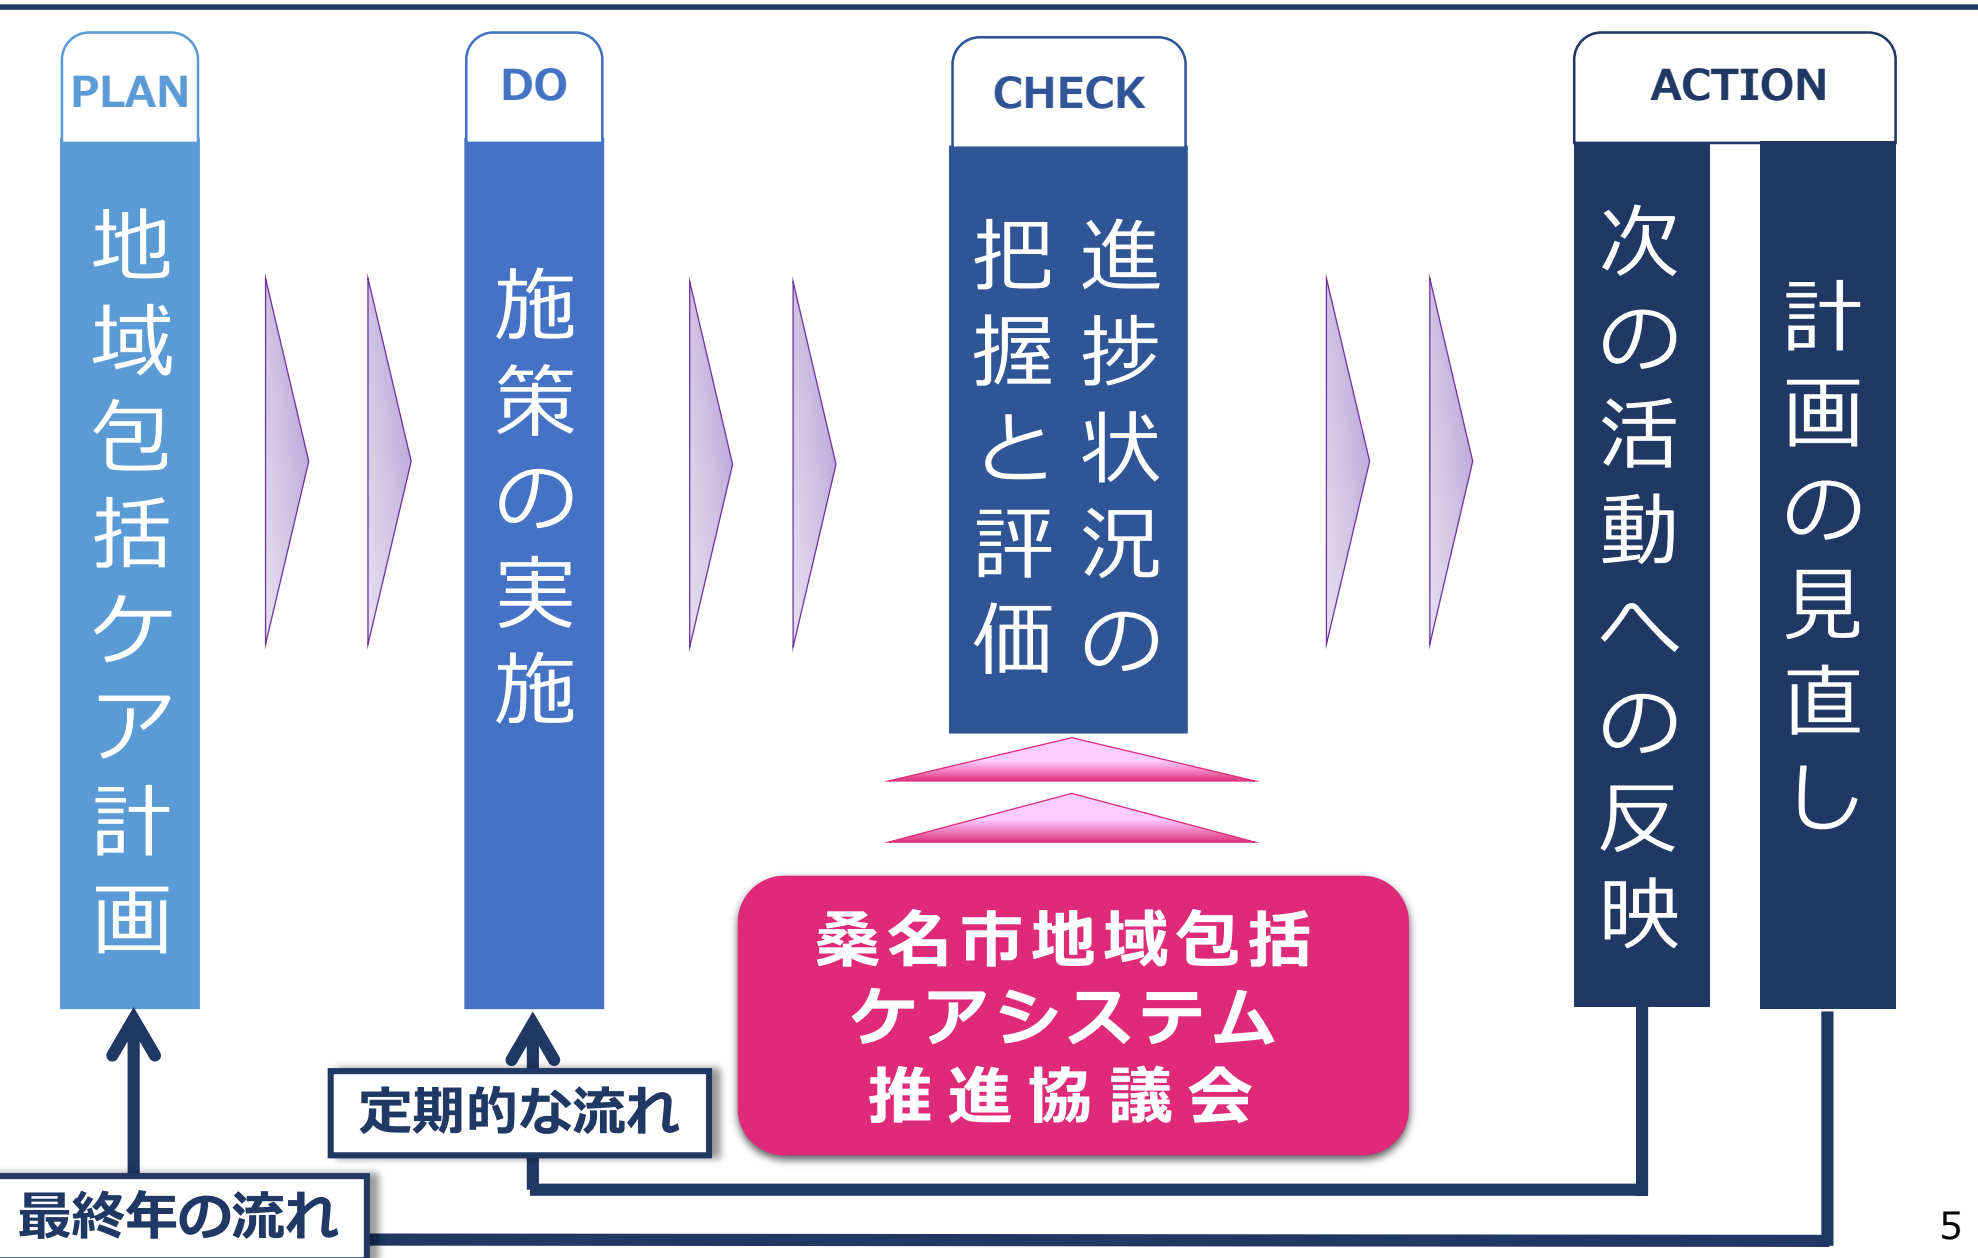 PLAN
地域包括ケア計画
DO
施策の実施
CHECK
進捗状況の
把握と評価
ACTION
計画の見直し
次の活動への反映
桑名市地域包括
ケアシステム
推進協議会
定期的な流れ
最終年の流れ
5